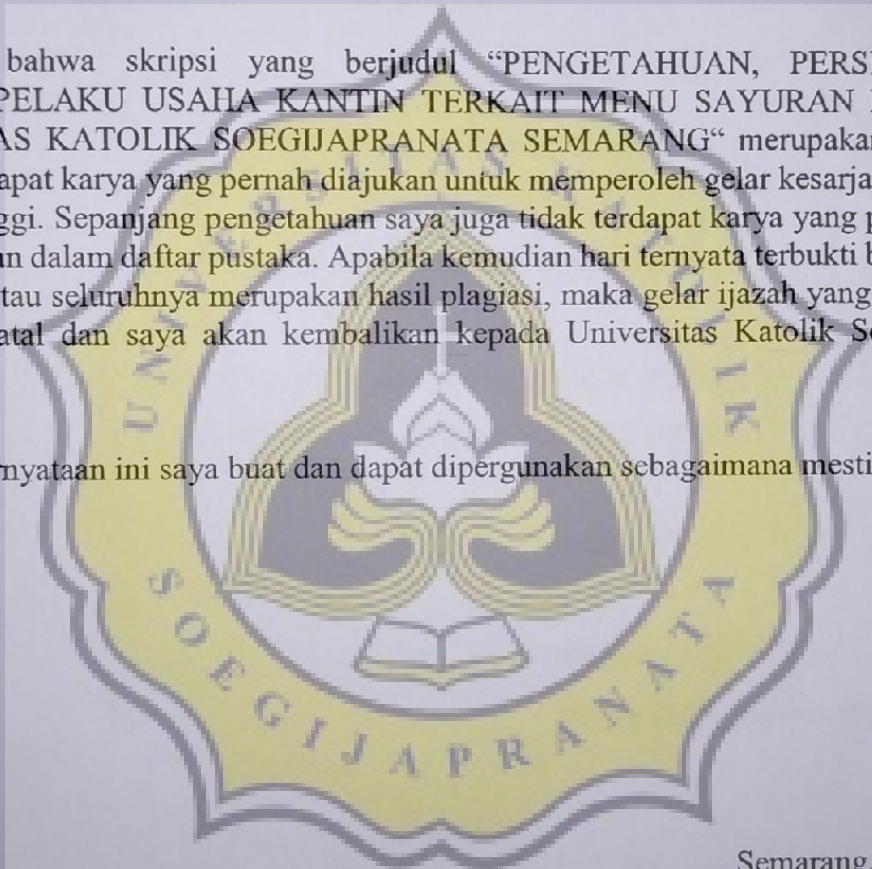 bahwa skripsi yang berjudul “PENGETAHUAN, PERS
PELAKU USAHA KANTIN TERKAIT MENU SAYURAN
AS KATOLIK SOEGIJAPRANATA SEMARANG“ merupakan
apat karya yang pernah diajukan untuk memperoleh gelar kesarja
ggi. Sepanjang pengetahuan saya juga tidak terdapat karya yang p
an dalam daftar pustaka. Apabila kemudian hari ternyata terbukti b
tau seluruhnya merupakan hasil plagiasi, maka gelar ijazah yang
atal dan saya akan kembalikan kepada Universitas Katolik So
nyataan ini saya buat dan dapat dipergunakan sebagaimana mesti
UNIVERSITAS KATOLIK
SOEGIJAPRANATA
Semarang,